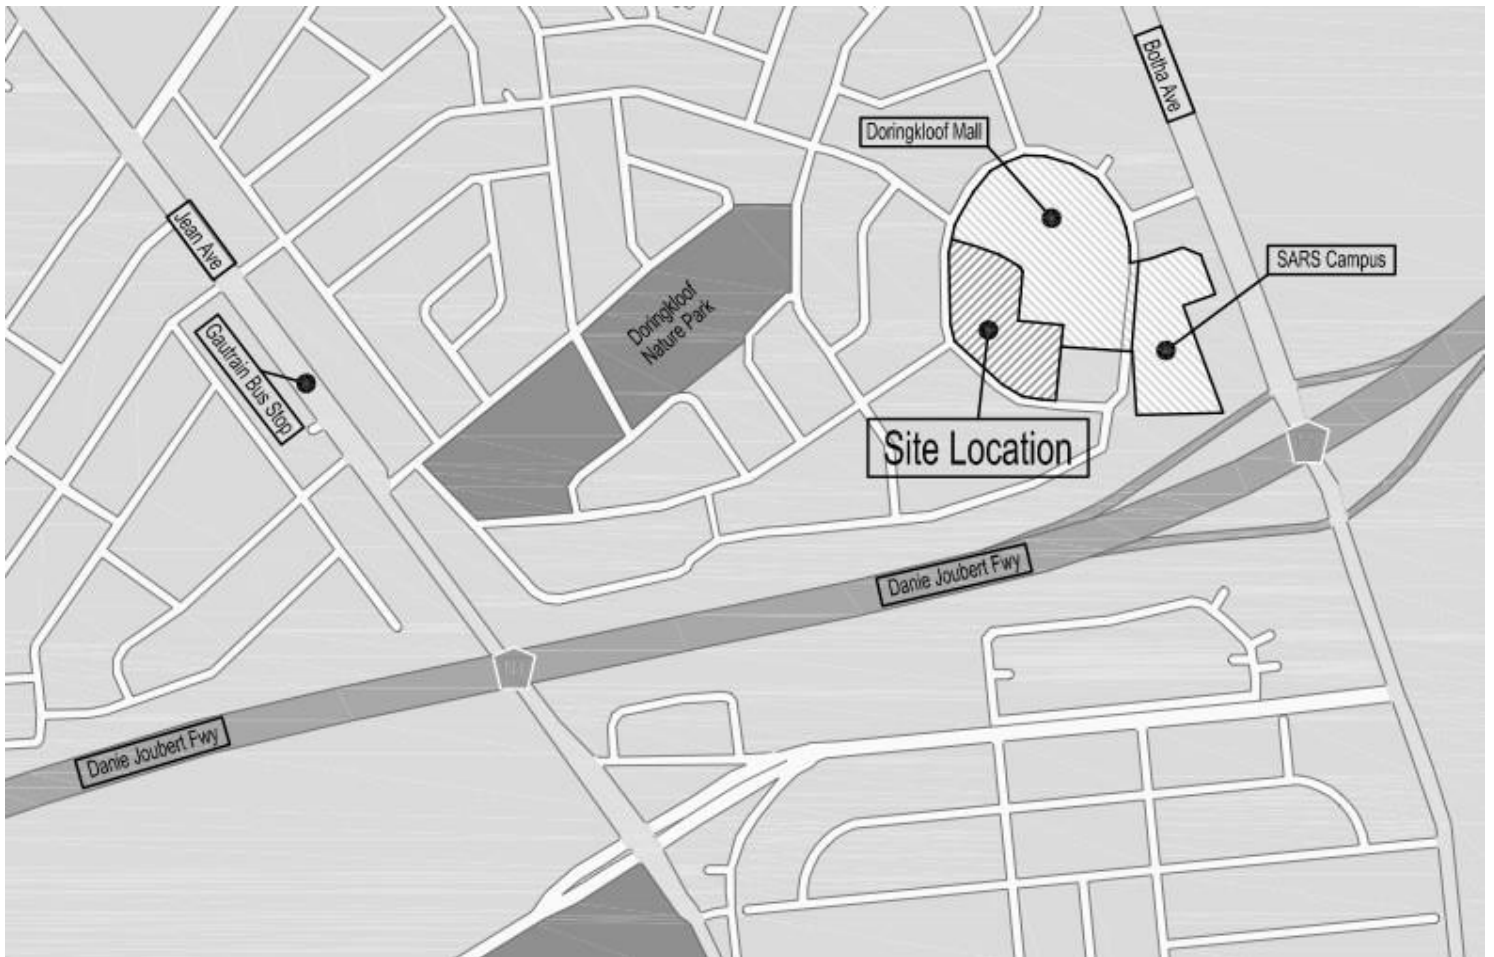 Botha Ave
Doringkloof Mall
Jean Ave
SARS Campus
Doringkloof
Nature Park
Gautrain Bus Stop
Site Location
Danie Joubert Fwy
Danie Joubert Fwy